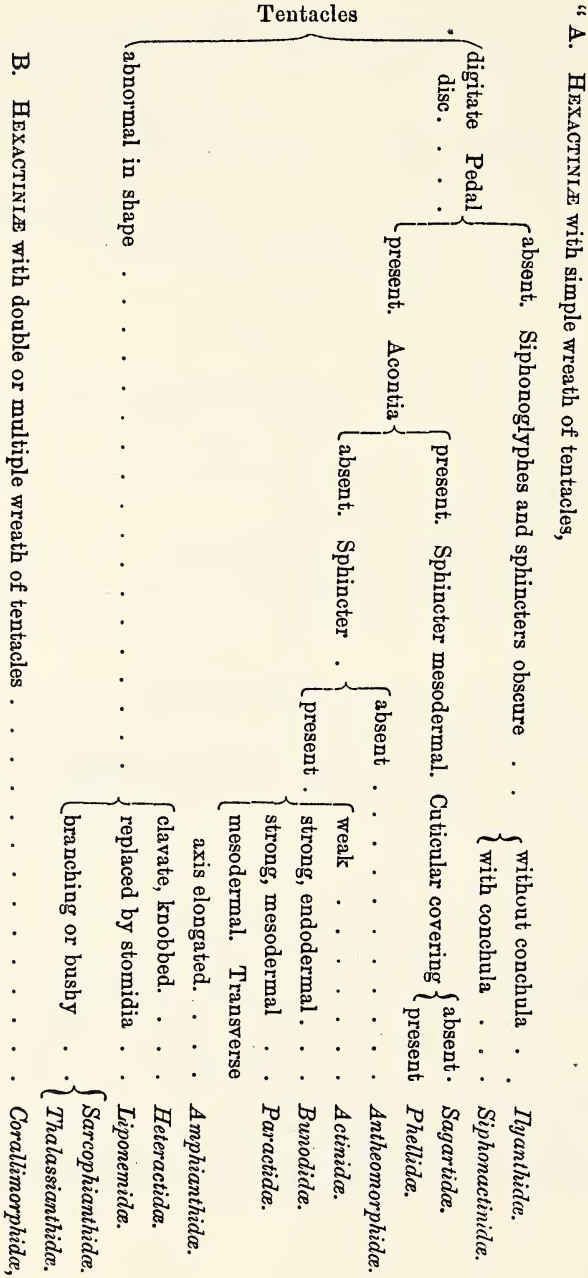 " A. HEXACTINIÆ with simple wreath of tentacles,
Tentacles
digitate Pedal
disc. . . .
absent. Siphonoglyphes and sphincters obscure . .
without conchula . . Ilyanthidæ.
with conchula . . . Siphonactinidæ.
present. Acontia
present. Sphincter mesodermal. Cuticular covering
absent . Sagartidæ.
present Phellidæ.
absent. Sphincter .
absent . . . . . . . . . Antheomorphidæ.
present .
weak . . . . . . Actinidæ.
strong, endodermal . . . Bunodidæ.
strong, mesodermal . . Paractidæ.
mesodermal. Transverse
axis elongated. . . . Amphianthidæ.
abnormal in shape . . . . . . . . . . . . .
clavate, knobbed. . . . Heteractidæ.
replaced by stomidia . . Liponemidæ.
branching or bushy . .
Sarcophianthidæ.
Thalassianthidæ.
B. HEXACTINIÆ with double or multiple wreath of tentacles . . . . . . . . . . . . Corallimorphidæ,